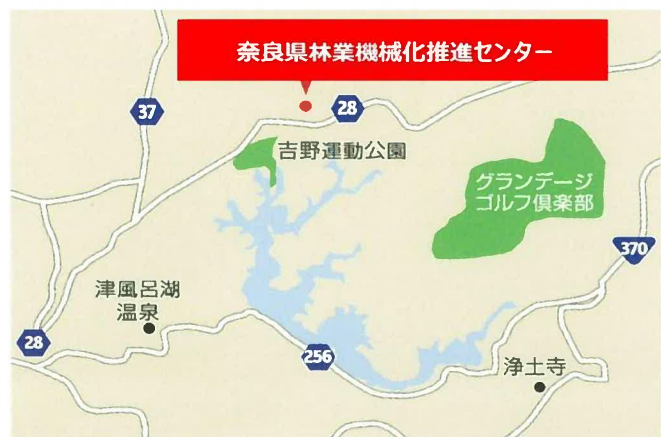 奈良県林業機械化推進センター
37
28
吉野運動公園
グランデージ
ゴルフ倶楽部
370
津風呂湖
温泉
28
256
浄土寺